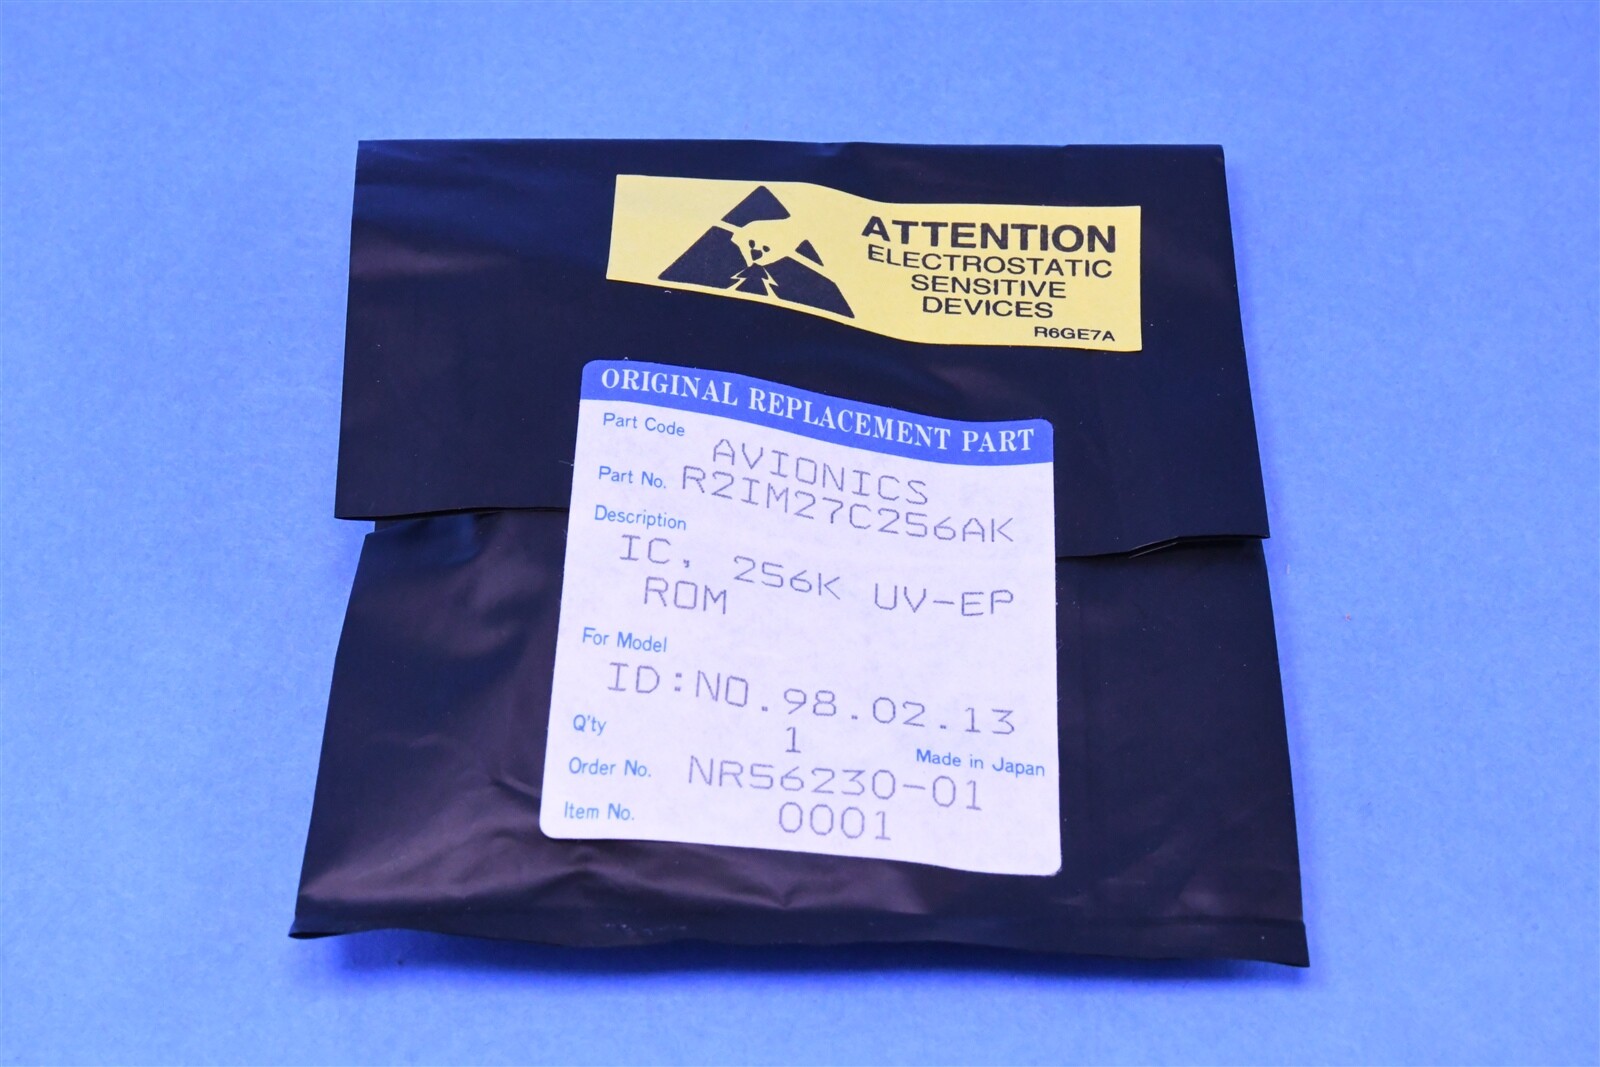 ATTENTION
ELECTROSTATIC
SENSITIVE
DEVICES
R6GE7A
ORIGINAL REPLACEMENT PART
Part Code AVIONICS
Part No. R2IM27C256AK
Description
IC, 256K UV-EP
ROM
For Model
ID:NO.98.02.13
Q'ty 1 Made in Japan
Order No. NR56230-01
Item No. 0001